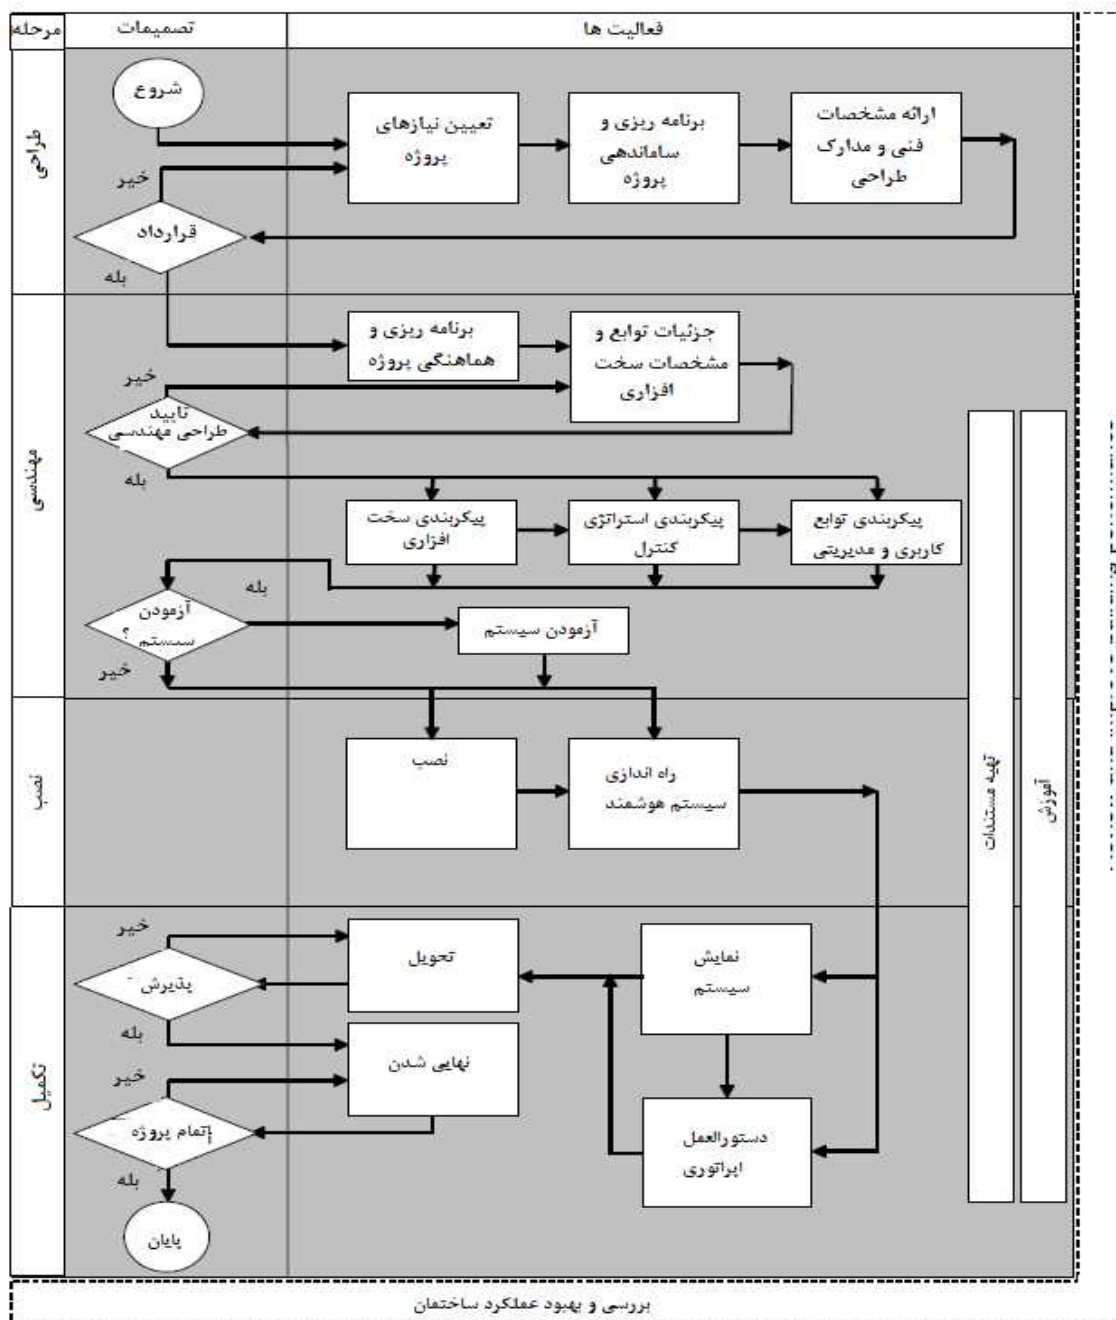 مرحله
تصمیمات
فعالیت ها
طراحی
شروع
تعیین نیازهای
پروژه
برنامه ریزی و
ساماندهی
پروژه
ارائه مشخصات
فنی و مدارک
طراحی
خیر
قرارداد
بله
مهندسی
برنامه ریزی و
هماهنگی پروژه
جزئیات توابع و
مشخصات سخت
افزاری
خیر
تایید
طراحی مهندسی
بله
پیکربندی سخت
افزاری
پیکربندی استراتژی
کنترل
پیکربندی توابع
کاربری و مدیریتی
بله
آزمودن
سیستم ؟
آزمودن سیستم
خیر
نصب
نصب
راه اندازی
سیستم هوشمند
تهیه مستندات
آموزش
تکمیل
خیر
تحویل
نمایش
سیستم
پذیرش
بله
نهایی شدن
خیر
إتمام پروژه
دستورالعمل
اپراتوری
بله
پایان
بررسی و بهبود عملکرد ساختمان